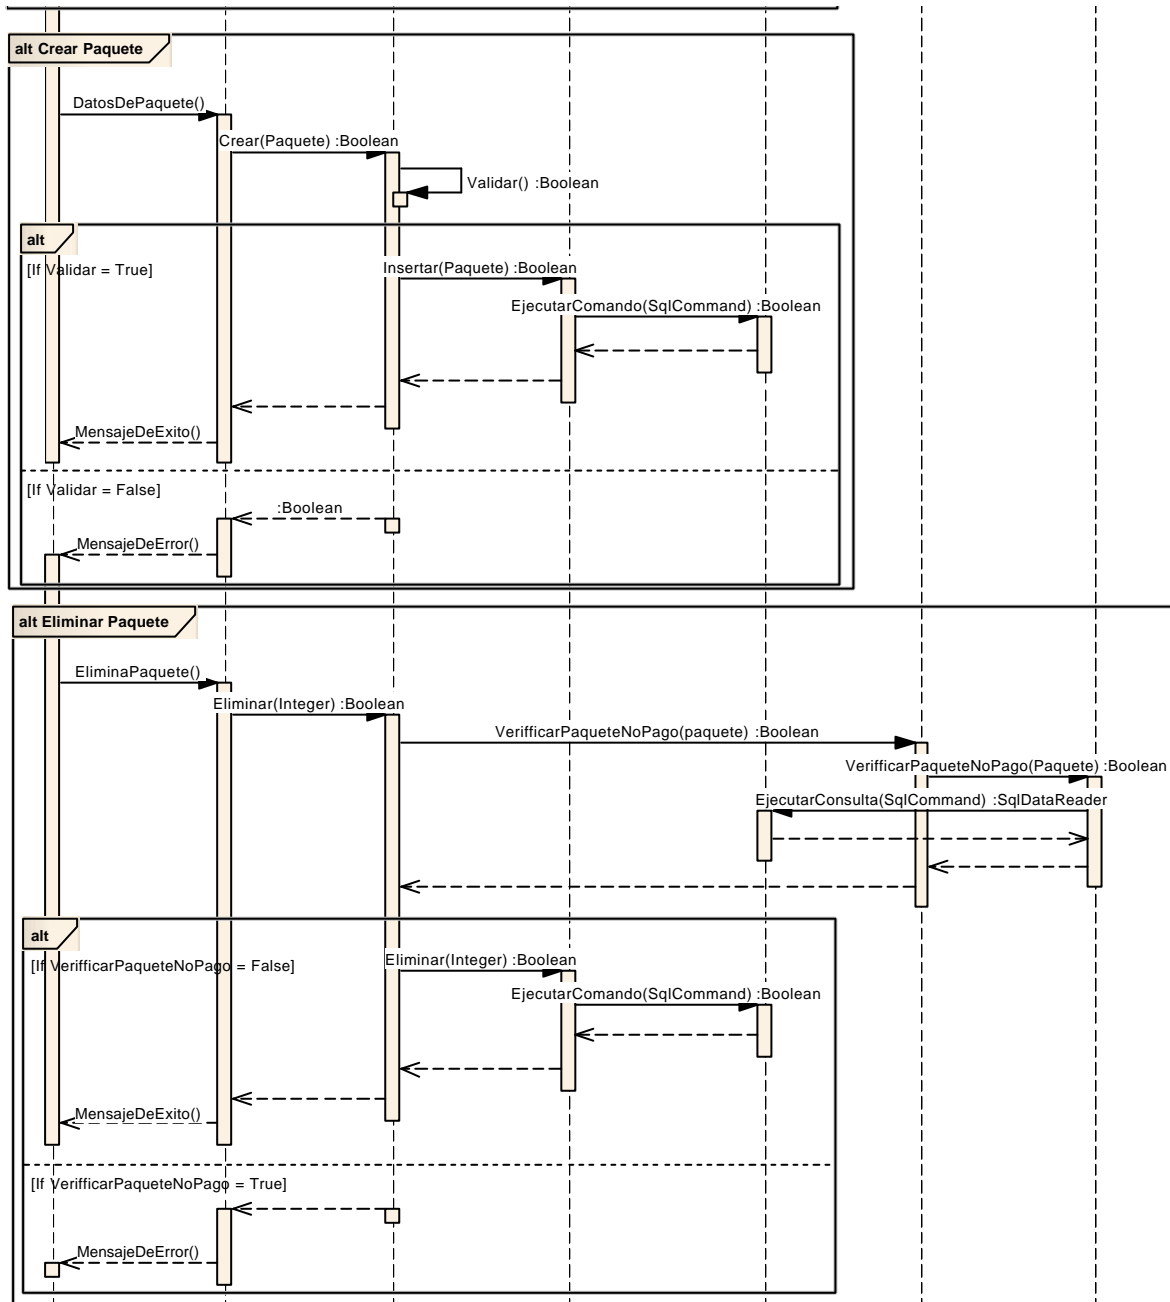 alt Crear Paquete
DatosDePaquete()
Crear(Paquete) :Boolean
Validar() :Boolean
alt
[If Validar = True]
Insertar(Paquete) :Boolean
EjecutarComando(SqlCommand) :Boolean
MensajeDeExito()
[If Validar = False]
:Boolean
MensajeDeError()
alt Eliminar Paquete
EliminaPaquete()
Eliminar(Integer) :Boolean
VerifficarPaqueteNoPago(paquete) :Boolean
VerifficarPaqueteNoPago(Paquete) :Boolean
EjecutarConsulta(SqlCommand) :SqlDataReader
alt
[If VerifficarPaqueteNoPago = False]
Eliminar(Integer) :Boolean
EjecutarComando(SqlCommand) :Boolean
MensajeDeExito()
[If VerifficarPaqueteNoPago = True]
MensajeDeError()